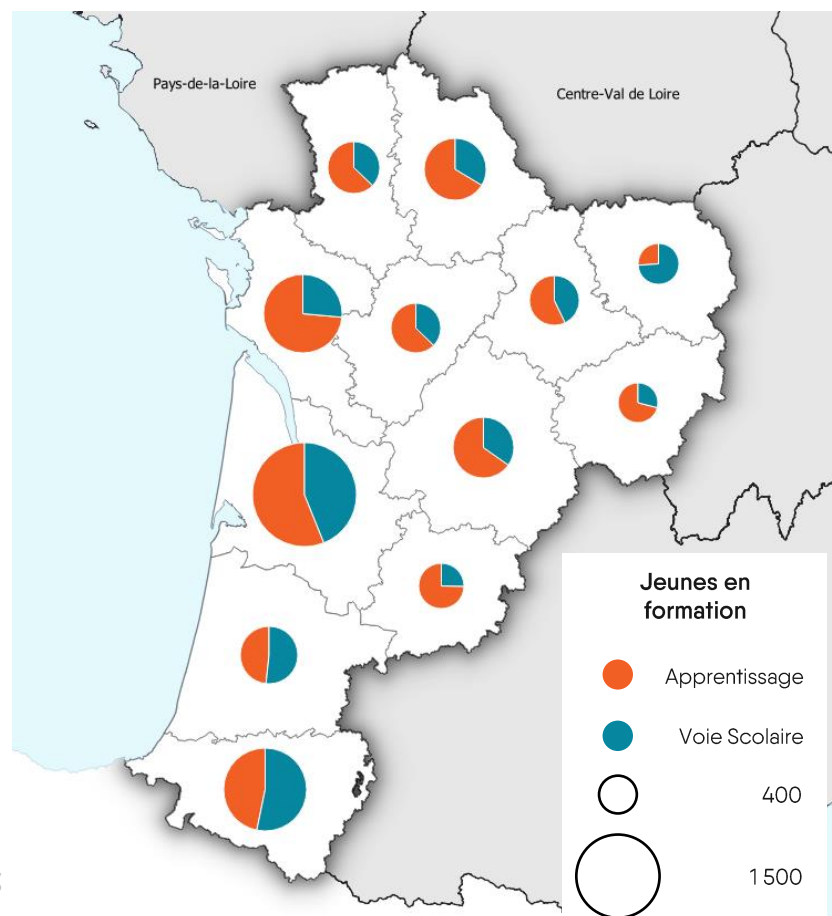 Pays-de-la-Loire
Centre-Val de Loire
Jeunes en
formation
Apprentissage
Voie Scolaire
400
1 500